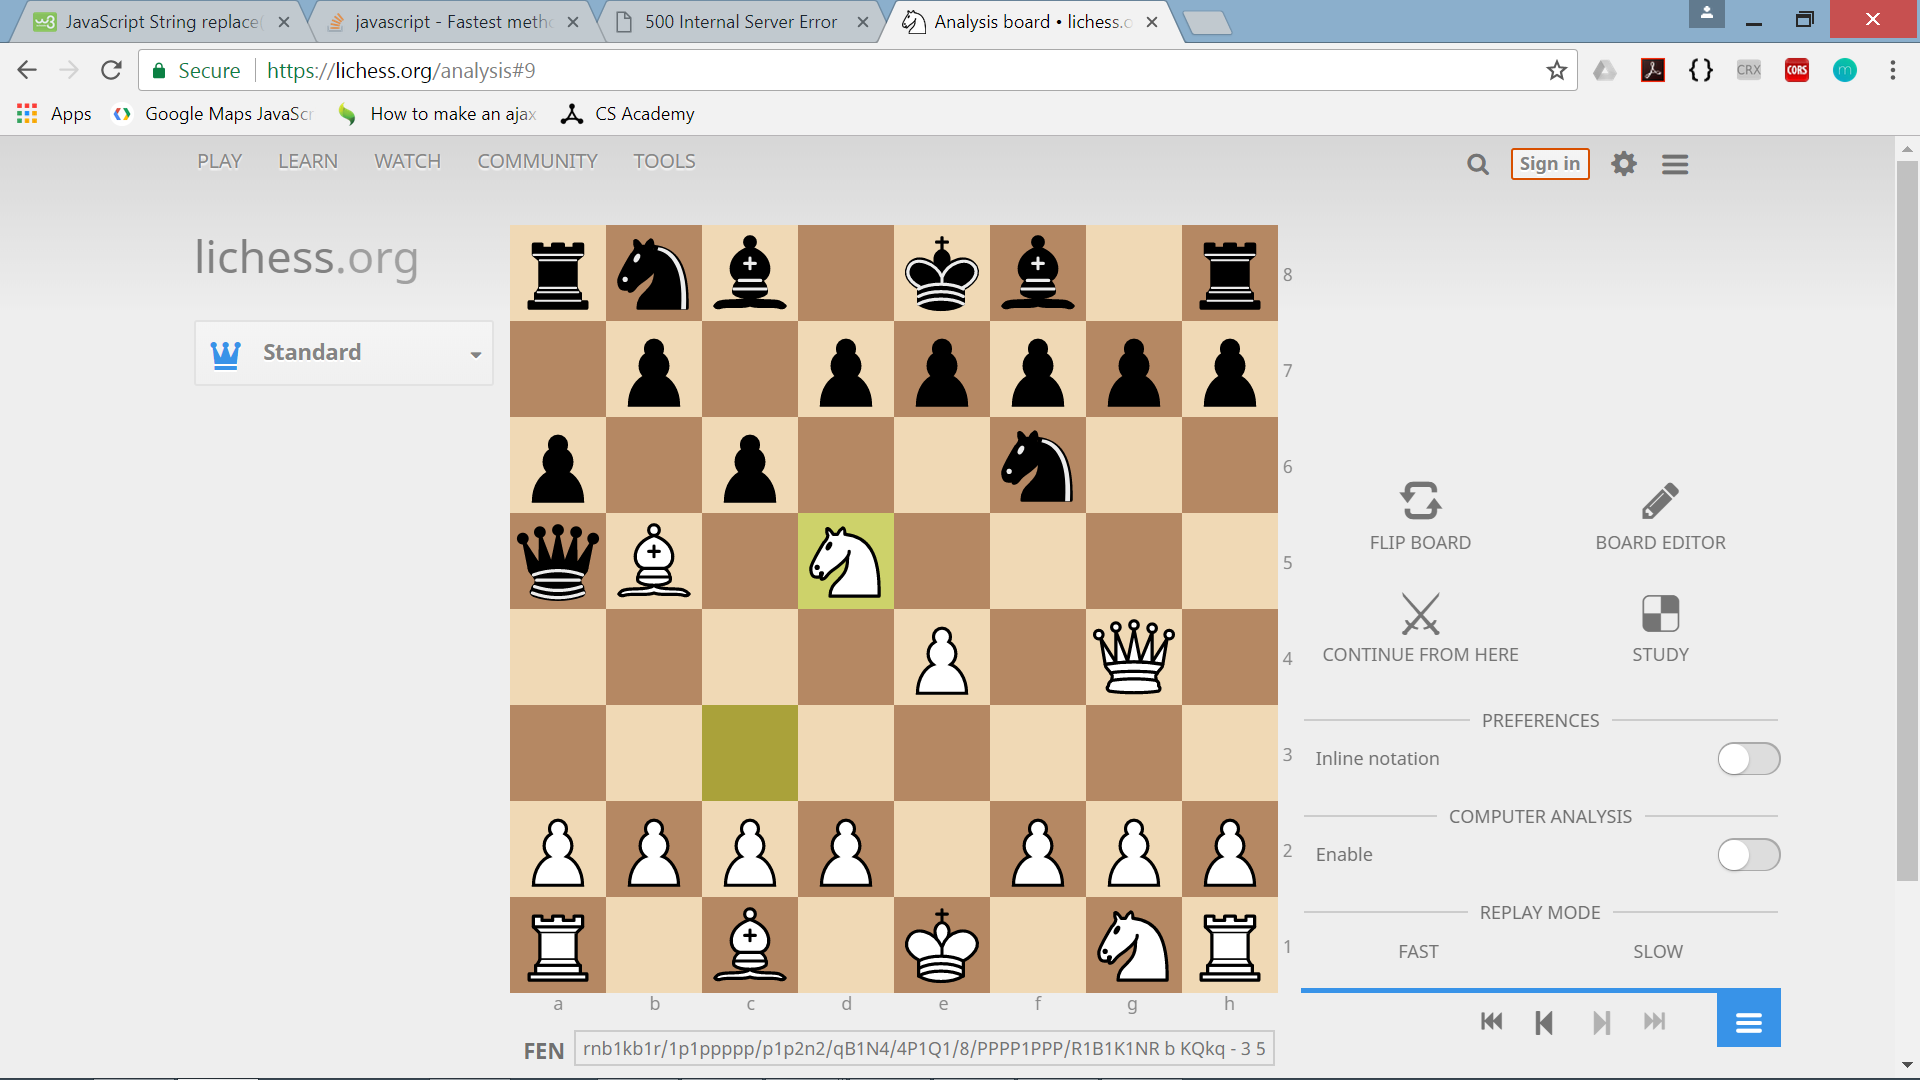 JavaScript String replace(
javascript - Fastest meth
500 Internal Server Error
Analysis board • lichess.o
Secure
https://lichess.org/analysis#9
CRX
CORS
m
Apps
Google Maps JavaScr
How to make an ajax
CS Academy
PLAY LEARN WATCH COMMUNITY TOOLS
Sign in
lichess.org
Standard
8
7
6
5
4
3
2
1
a b c d e f g h
FLIP BOARD
BOARD EDITOR
CONTINUE FROM HERE
STUDY
PREFERENCES
Inline notation
COMPUTER ANALYSIS
Enable
REPLAY MODE
FAST
SLOW
FEN
rnb1kb1r/1p1ppppp/p1p2n2/qB1N4/4P1Q1/8/PPPP1PPP/R1B1K1NR b KQkq - 3 5